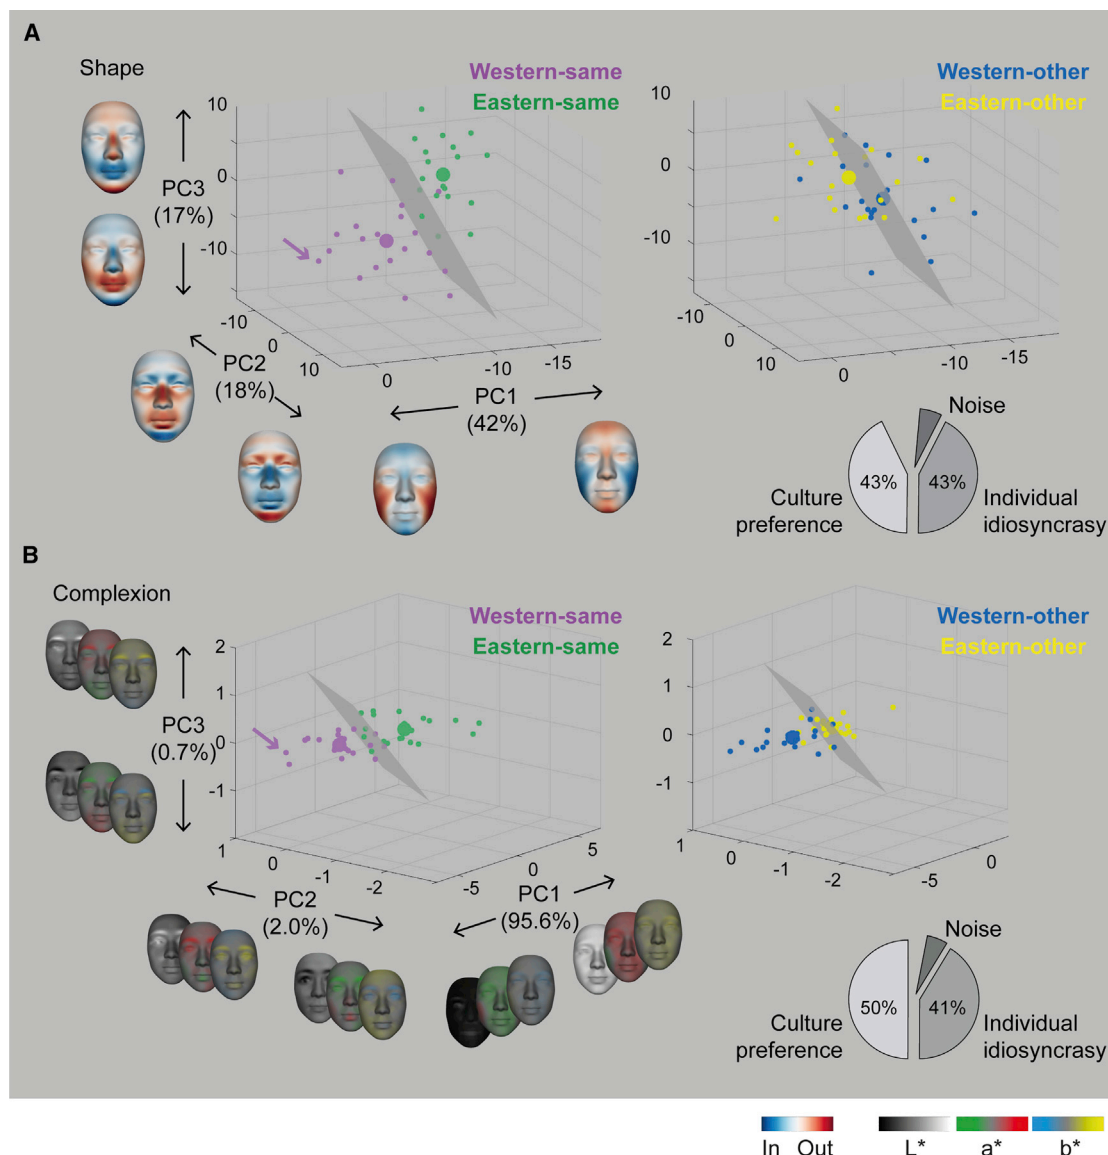 A
Shape
Western-same
Eastern-same
Western-other
Eastern-other
10
0
-10
PC3
(17%)
-10
0
10
PC2
(18%)
0
-10
-15
PC1
(42%)
10
0
-10
-10
0
10
0
-10
-15
Noise
43%
43%
Culture
preference
Individual
idiosyncrasy
B
Complexion
Western-same
Eastern-same
Western-other
Eastern-other
2
1
0
-1
PC3
(0.7%)
1
0
-1
-2
PC2
(2.0%)
-5
0
5
PC1
(95.6%)
2
1
0
-1
1
0
-1
-2
-5
0
Noise
50%
41%
Culture
preference
Individual
idiosyncrasy
In Out
L*
a*
b*